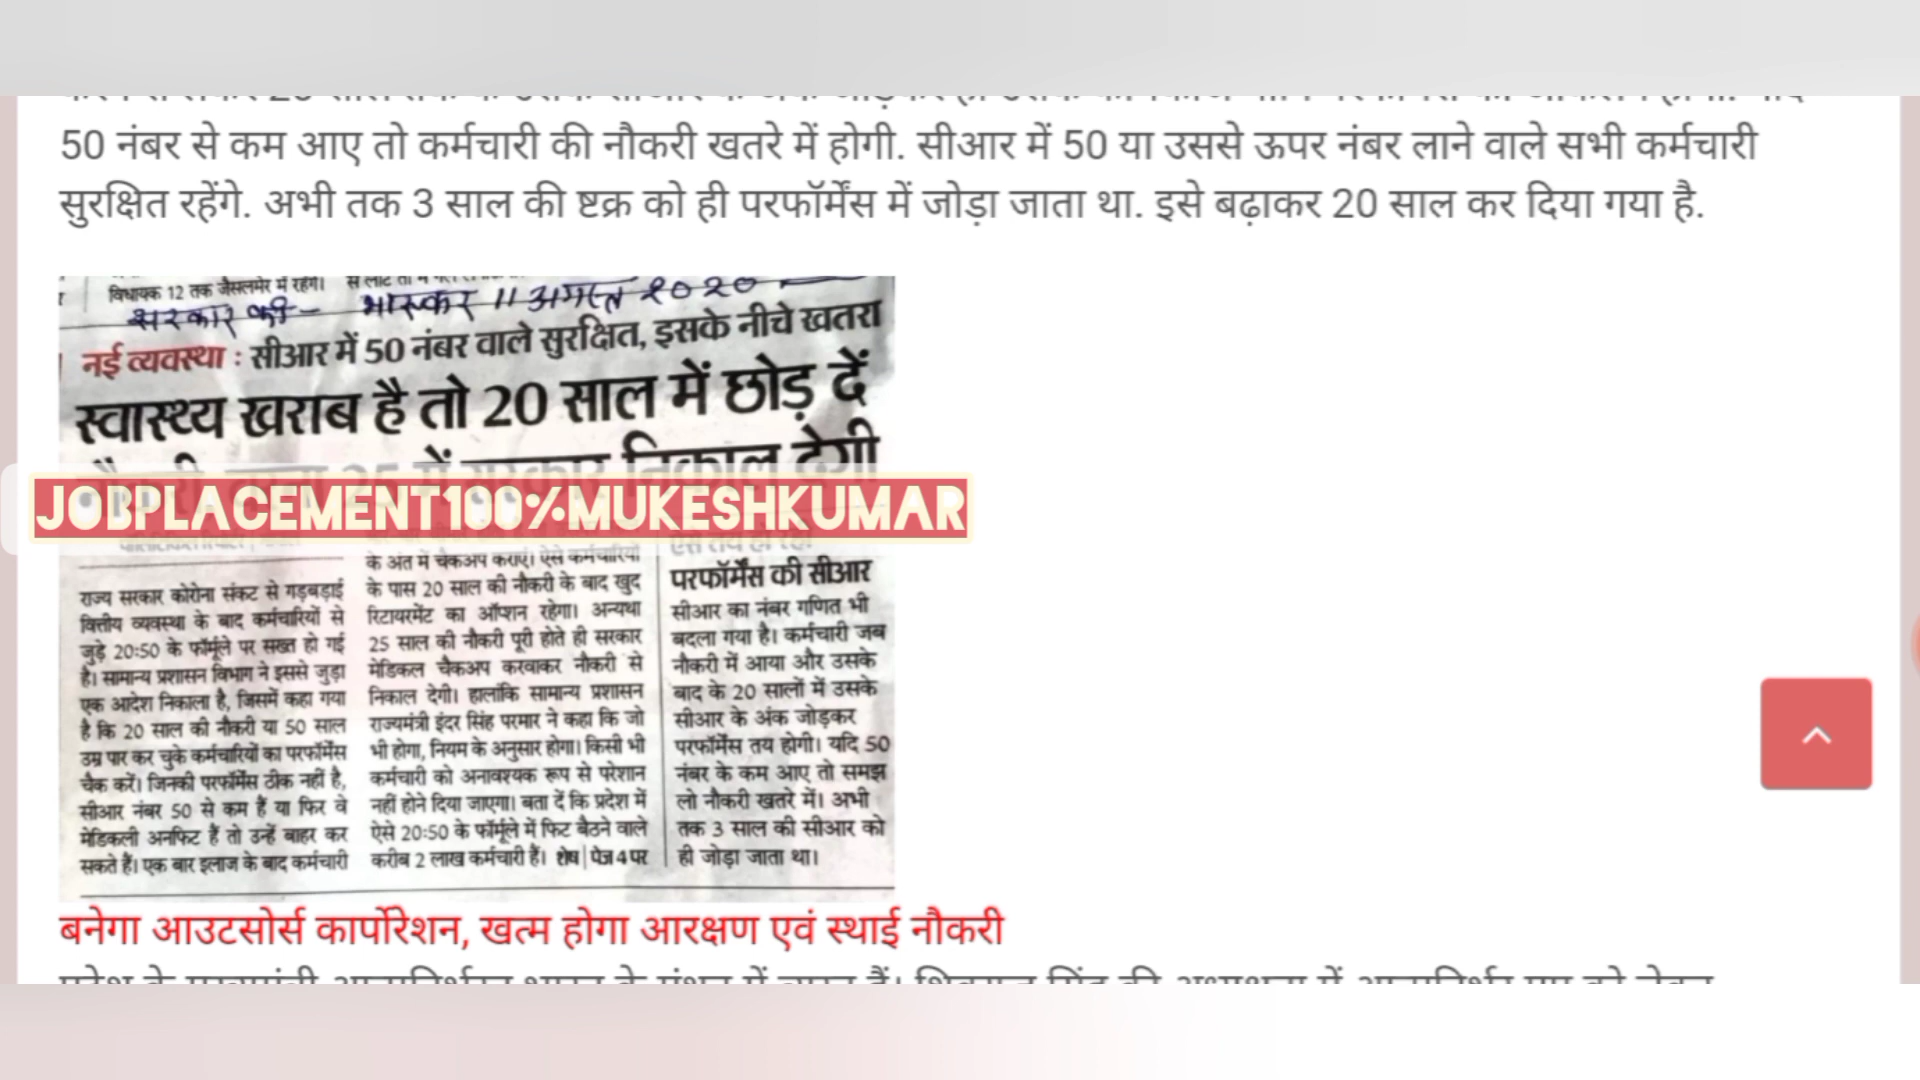 50 नंबर से कम आए तो कर्मचारी की नौकरी खतरे में होगी. सीआर में 50 या उससे ऊपर नंबर लाने वाले सभी कर्मचारी
सुरक्षित रहेंगे. अभी तक 3 साल की ष्टक्र को ही परफॉर्मेंस में जोड़ा जाता था. इसे बढ़ाकर 20 साल कर दिया गया है.
विधायक 12 तक जैसलमेर में रहेंगे।
सरकार की - भास्कर 11 अगस्त २०२०
नई व्यवस्था : सीआर में 50 नंबर वाले सुरक्षित, इसके नीचे खतरा
स्वास्थ्य खराब है तो 20 साल में छोड़ दें
25 में सरकार निकाल देगी
JOBPLACEMENT100%MUKESHKUMAR
राज्य सरकार कोरोना संकट से गड़बड़ाई
वित्तीय व्यवस्था के बाद कर्मचारियों से
जुड़े 20:50 के फॉर्मूले पर सख्त हो गई
है। सामान्य प्रशासन विभाग ने इससे जुड़ा
एक आदेश निकाला है, जिसमें कहा गया
है कि 20 साल की नौकरी या 50 साल
उम्र पार कर चुके कर्मचारियों का परफॉर्मेंस
चैक करें। जिनकी परफॉर्मेंस ठीक नहीं है,
सीआर नंबर 50 से कम हैं या फिर वे
मेडिकली अनफिट हैं तो उन्हें बाहर कर
सकते हैं। एक बार इलाज के बाद कर्मचारी
के अंत में चेकअप कराएं। ऐसे कर्मचारियों
के पास 20 साल की नौकरी के बाद खुद
रिटायरमेंट का ऑप्शन रहेगा। अन्यथा
25 साल की नौकरी पूरी होते ही सरकार
मेडिकल चैकअप करवाकर नौकरी से
निकाल देगी। हालांकि सामान्य प्रशासन
राज्यमंत्री इंदर सिंह परमार ने कहा कि जो
भी होगा, नियम के अनुसार होगा। किसी भी
कर्मचारी को अनावश्यक रूप से परेशान
नहीं होने दिया जाएगा। बता दें कि प्रदेश में
ऐसे 20:50 के फॉर्मूले में फिट बैठने वाले
करीब 2 लाख कर्मचारी हैं। शेष | पेज 4 पर
परफॉर्मेंस की सीआर
सीआर का नंबर गणित भी
बदला गया है। कर्मचारी जब
नौकरी में आया और उसके
बाद के 20 सालों में उसके
सीआर के अंक जोड़कर
परफॉर्मेंस तय होगी। यदि 50
नंबर के कम आए तो समझ
लो नौकरी खतरे में। अभी
तक 3 साल की सीआर को
ही जोड़ा जाता था।
बनेगा आउटसोर्स कार्पोरेशन, खत्म होगा आरक्षण एवं स्थाई नौकरी